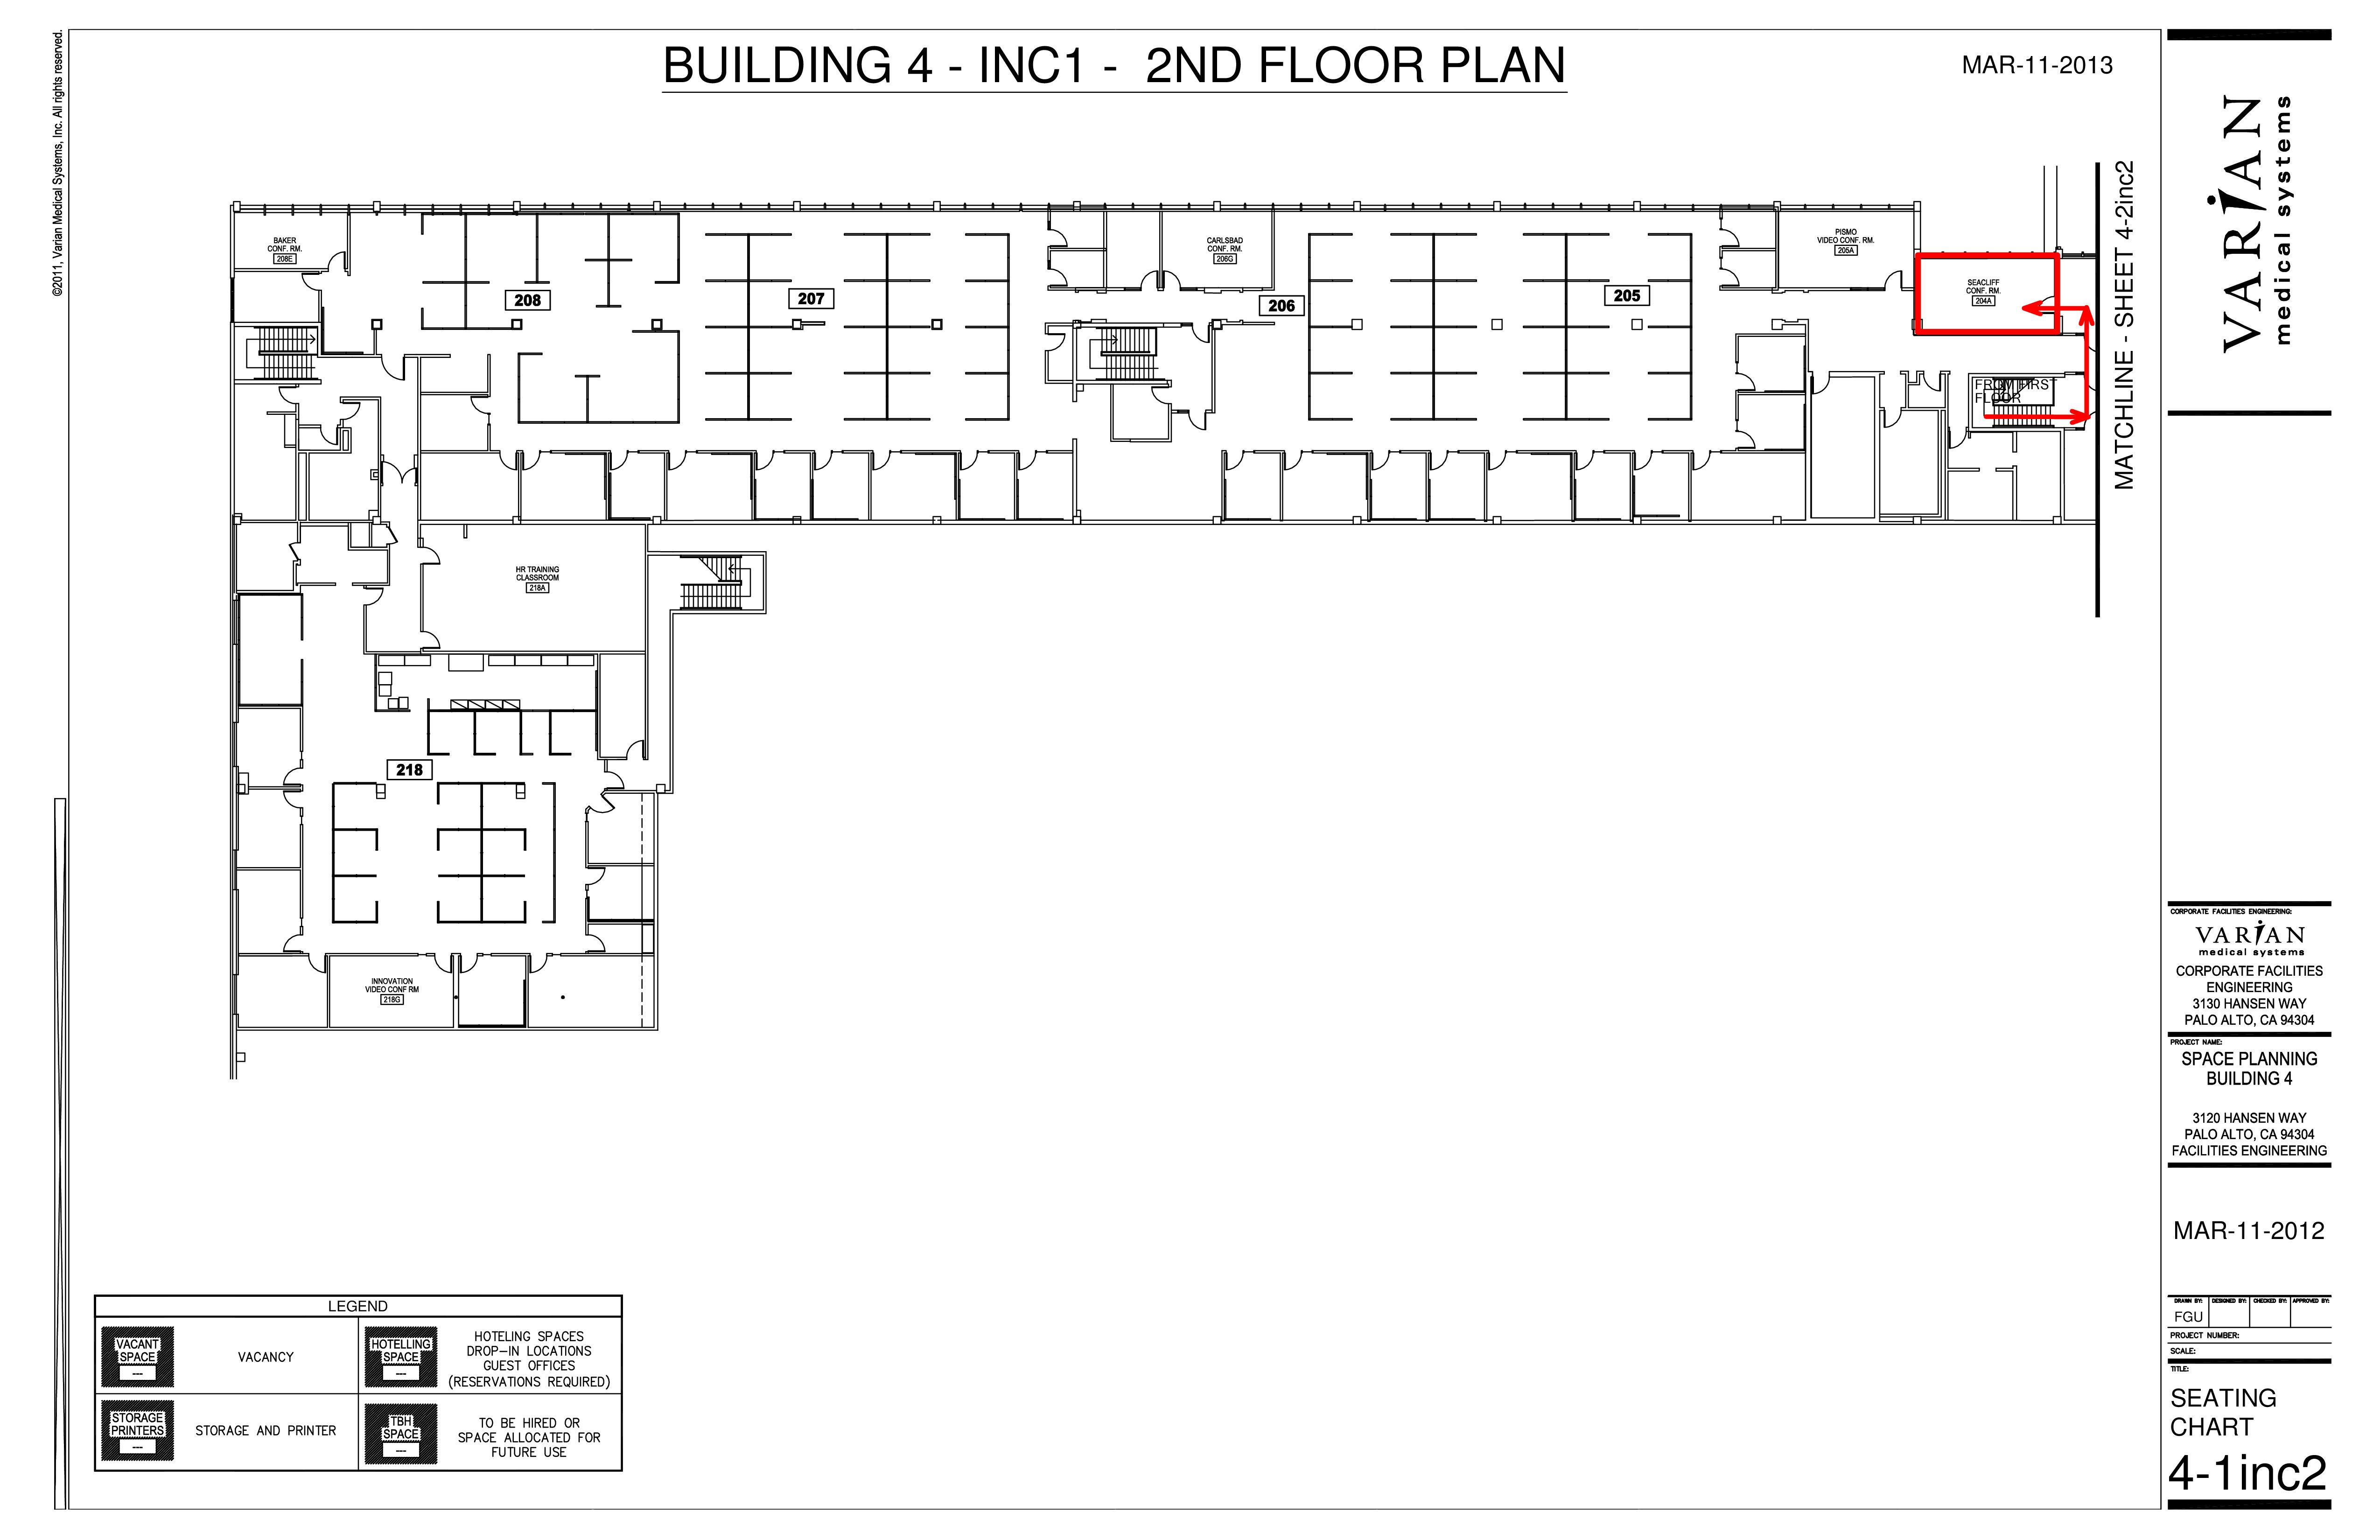 ©2011, Varian Medical Systems, Inc. All rights reserved.
BUILDING 4 - INC1 -  2ND FLOOR PLAN
MAR-11-2013
VARIAN
medical systems
MATCHLINE - SHEET 4-2inc2
BAKER
CONF. RM.
208E
208
207
CARLSBAD
CONF. RM.
206G
206
205
PISMO
VIDEO CONF. RM.
205A
SEACLIFF
CONF. RM.
204A
FROM FIRST
FLOOR
HR TRAINING
CLASSROOM
218A
218
INNOVATION
VIDEO CONF RM
218G
LEGEND
VACANT
SPACE
---
VACANCY
HOTELLING
SPACE
---
HOTELING SPACES
DROP-IN LOCATIONS
GUEST OFFICES
(RESERVATIONS REQUIRED)
STORAGE
PRINTERS
---
STORAGE AND PRINTER
TBH
SPACE
---
TO BE HIRED OR
SPACE ALLOCATED FOR
FUTURE USE
CORPORATE FACILITIES ENGINEERING:
VARIAN
medical systems
CORPORATE FACILITIES
ENGINEERING
3130 HANSEN WAY
PALO ALTO, CA 94304
PROJECT NAME:
SPACE PLANNING
BUILDING 4
3120 HANSEN WAY
PALO ALTO, CA 94304
FACILITIES ENGINEERING
MAR-11-2012
DRAWN BY: DESIGNED BY: CHECKED BY: APPROVED BY:
FGU
PROJECT NUMBER:
SCALE:
TITLE:
SEATING
CHART
4-1inc2